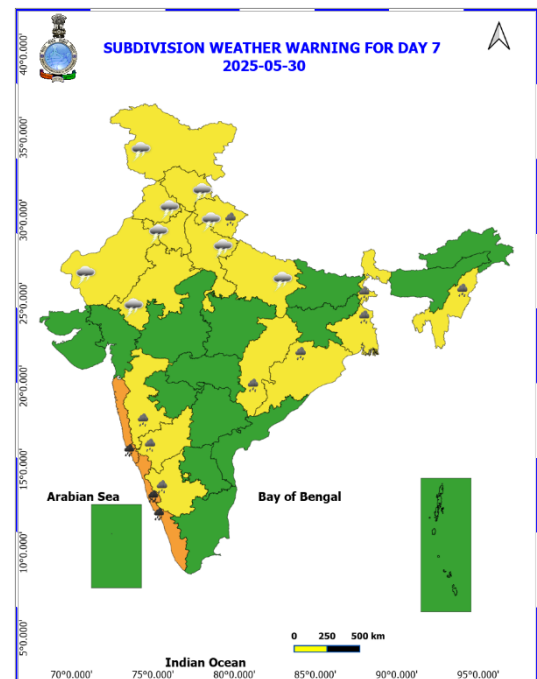 SUBDIVISION WEATHER WARNING FOR DAY 7
2025-05-30
40°0.000'
35°0.000'
30°0.000'
25°0.000'
20°0.000'
15°0.000'
10°0.000'
5°0.000'
Arabian Sea
Bay of Bengal
0 250 500 km
Indian Ocean
70°0.000' 75°0.000' 80°0.000' 85°0.000' 90°0.000' 95°0.000'